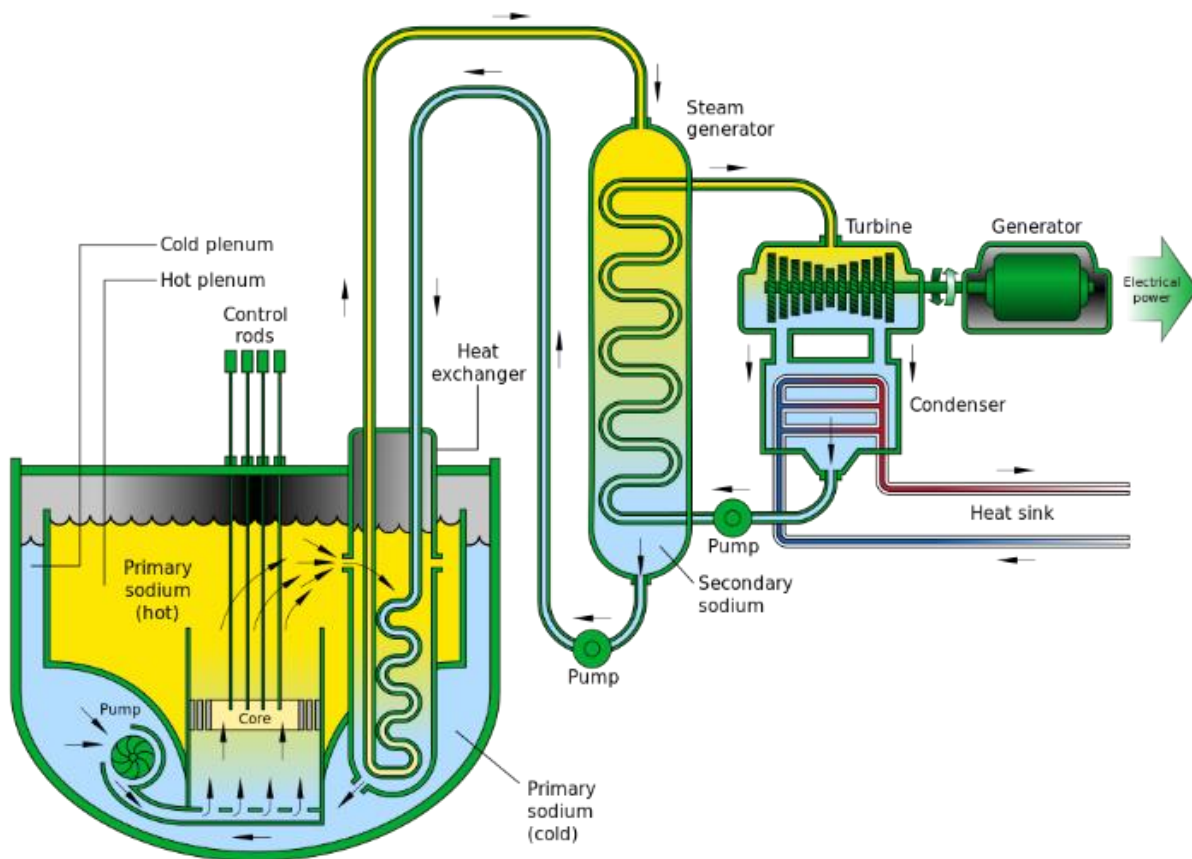 Steam
generator
Turbine
Generator
Cold plenum
Hot plenum
Electrical
power
Control
rods
Heat
exchanger
Condenser
Heat sink
Pump
Primary
sodium
(hot)
Secondary
sodium
Pump
Pump
Core
Primary
sodium
(cold)